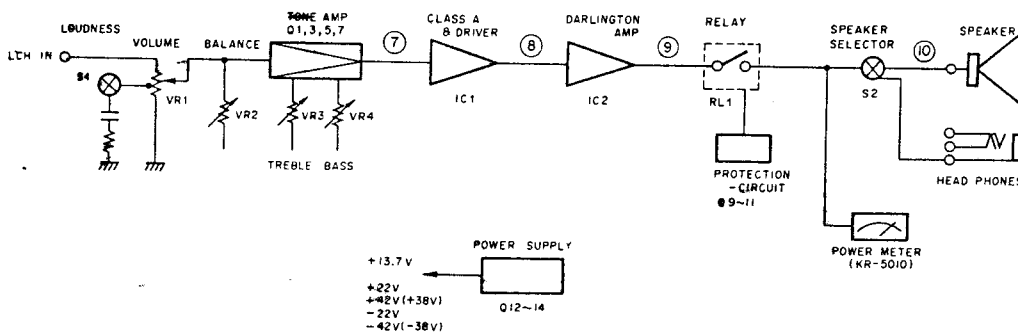 LOUDNESS
LCH IN
S4
VOLUME
VR1
BALANCE
VR2
TONE AMP
Q1,3,5,7
VR3
VR4
TREBLE BASS
7
CLASS A
& DRIVER
IC1
8
DARLINGTON
AMP
IC2
9
RELAY
RL1
PROTECTION
-CIRCUIT
Q9~11
SPEAKER
SELECTOR
S2
10
SPEAKER
HEAD PHONES
POWER METER
(KR-5010)
POWER SUPPLY
Q12~14
+13.7V
+22V
+42V(+38V)
-22V
-42V(-38V)